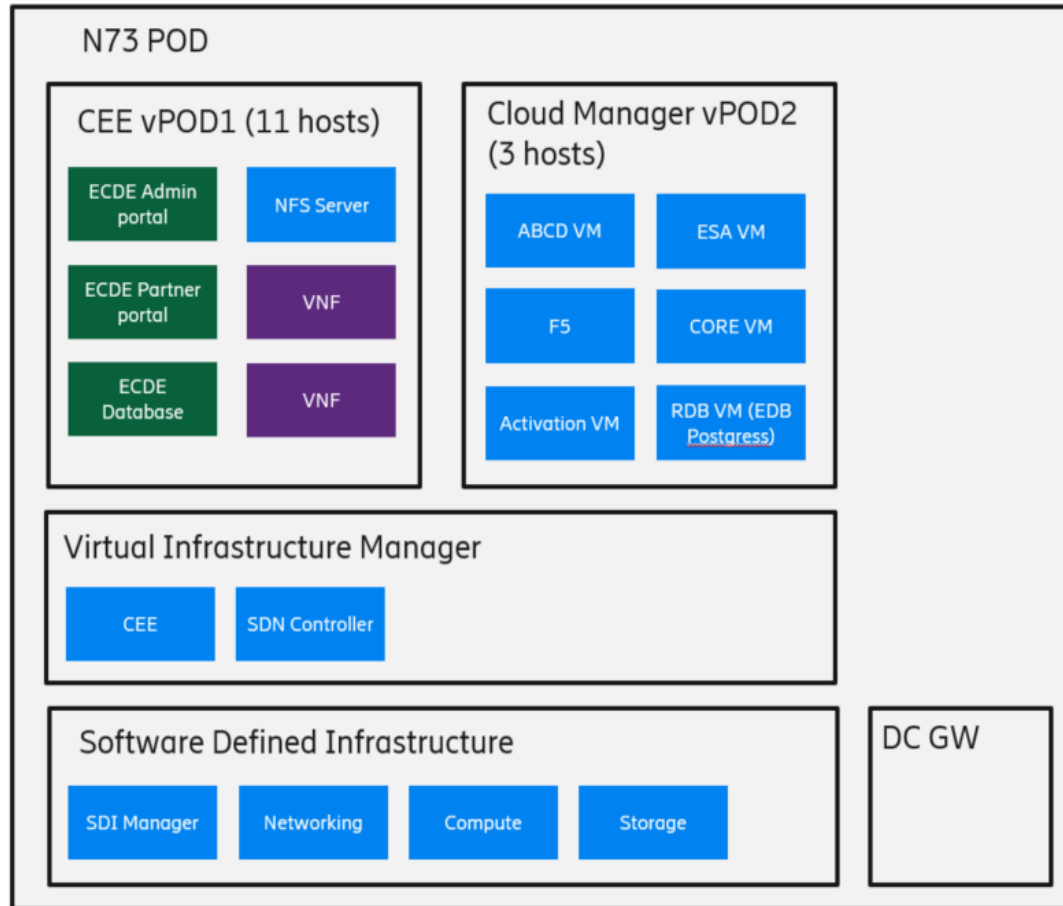 N73 POD
CEE vPOD1 (11 hosts)
ECDE Admin
portal
NFS Server
ECDE Partner
portal
VNF
ECDE
Database
VNF
Cloud Manager vPOD2
(3 hosts)
ABCD VM
ESA VM
F5
CORE VM
Activation VM
RDB VM (EDB
Postgress)
Virtual Infrastructure Manager
CEE
SDN Controller
Software Defined Infrastructure
SDI Manager
Networking
Compute
Storage
DC GW